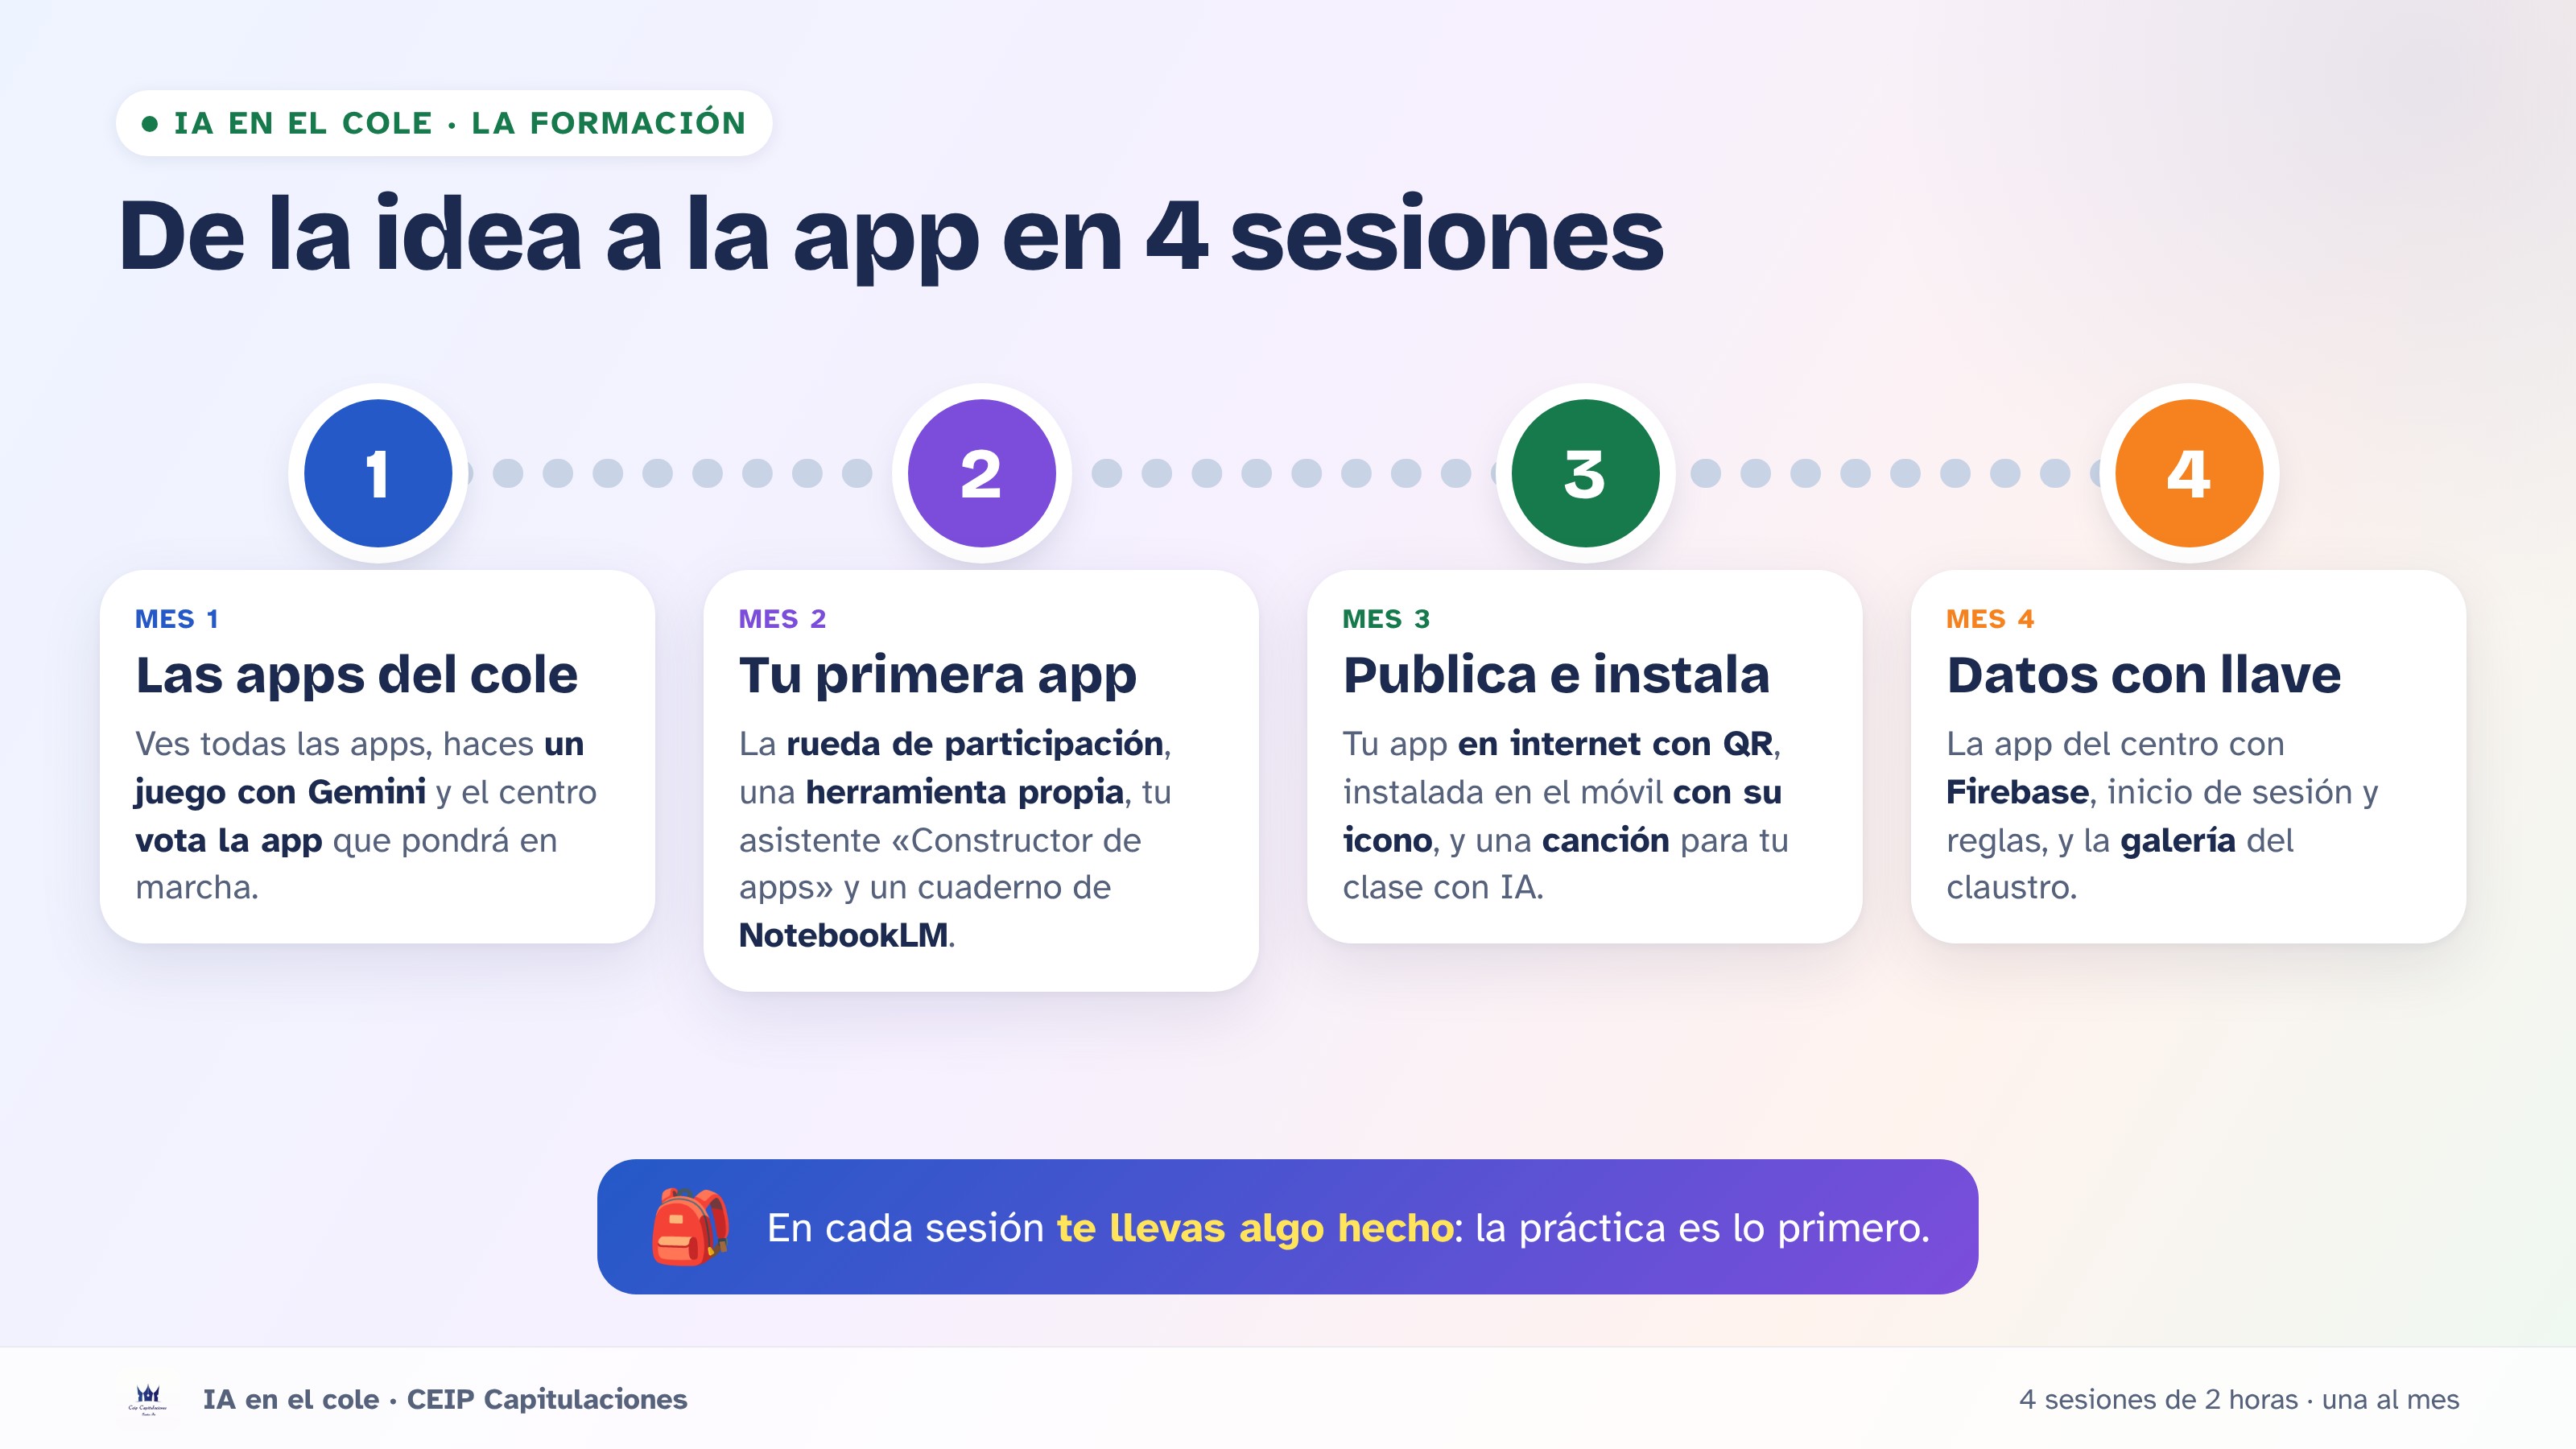 IA EN EL COLE · LA FORMACIÓN
De la idea a la app en 4 sesiones
1
2
3
4
MES 1
Las apps del cole
Ves todas las apps, haces un
juego con Gemini y el centro
vota la app que pondrá en
marcha.
MES 2
Tu primera app
La rueda de participación,
una herramienta propia, tu
asistente «Constructor de
apps» y un cuaderno de
NotebookLM.
MES 3
Publica e instala
Tu app en internet con QR,
instalada en el móvil con su
icono, y una canción para tu
clase con IA.
MES 4
Datos con llave
La app del centro con
Firebase, inicio de sesión y
reglas, y la galería del
claustro.
En cada sesión te llevas algo hecho: la práctica es lo primero.
IA en el cole · CEIP Capitulaciones
4 sesiones de 2 horas · una al mes